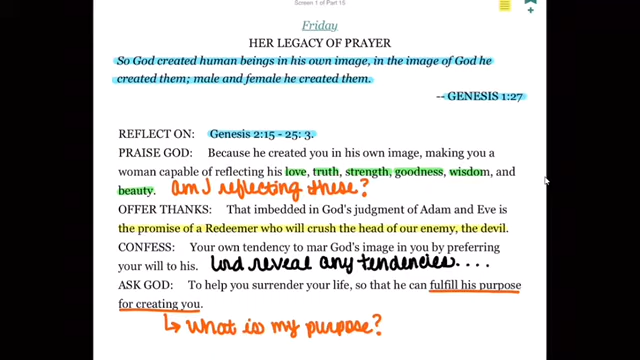 Screen 1 of Part 15
Friday
HER LEGACY OF PRAYER
So God created human beings in his own image, in the image of God he
created them; male and female he created them.
-- GENESIS 1:27
REFLECT ON: Genesis 2:15 - 25: 3.
PRAISE GOD: Because he created you in his own image, making you a
woman capable of reflecting his love, truth, strength, goodness, wisdom, and
beauty. am I reflecting these?
OFFER THANKS: That imbedded in God's judgment of Adam and Eve is
the promise of a Redeemer who will crush the head of our enemy, the devil.
CONFESS: Your own tendency to mar God's image in you by preferring
your will to his. Lord reveal any tendencies....
ASK GOD: To help you surrender your life, so that he can fulfill his purpose
for creating you.
What is my purpose?